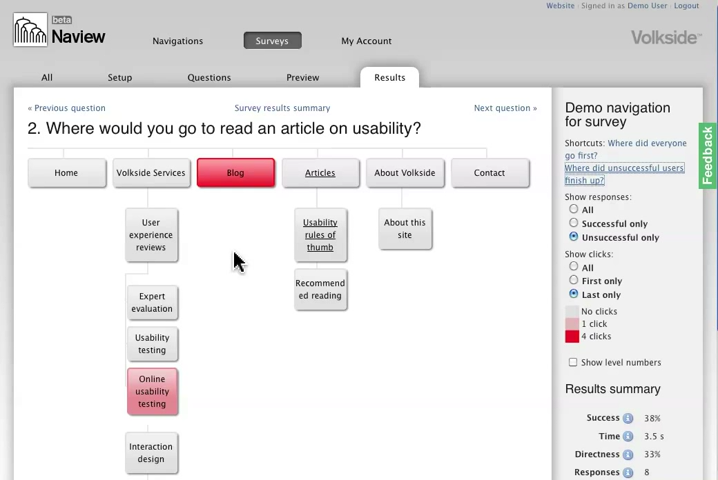 Website · Signed in as Demo User · Logout
beta
Naview
Navigations
Surveys
My Account
Volkside
All
Setup
Questions
Preview
Results
« Previous question
Survey results summary
Next question »
2. Where would you go to read an article on usability?
Home
Volkside Services
Blog
Articles
About Volkside
Contact
User
experience
reviews
Usability
rules of
thumb
About this
site
Expert
evaluation
Recommend
ed reading
Usability
testing
Online
usability
testing
Interaction
design
Demo navigation
for survey
Shortcuts: Where did everyone
go first?
Where did unsuccessful users
finish up?
Show responses:
All
Successful only
Unsuccessful only
Show clicks:
All
First only
Last only
No clicks
1 click
4 clicks
Show level numbers
Results summary
Success i 38%
Time i 3.5 s
Directness i 33%
Responses i 8
Feedback